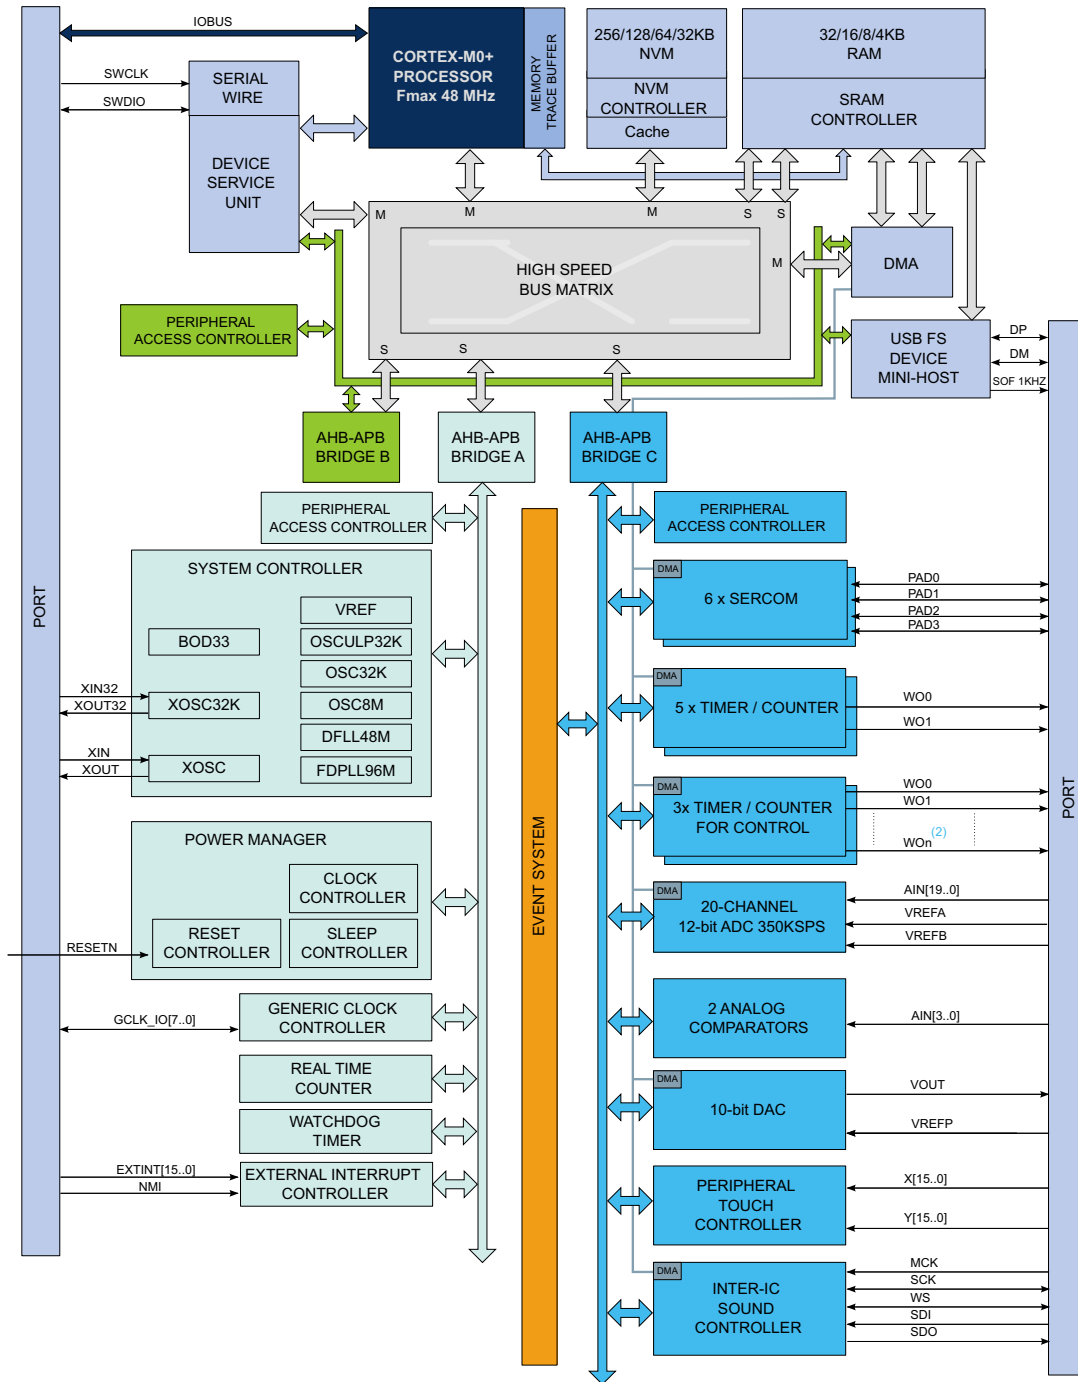 IOBUS
CORTEX-M0+
PROCESSOR
Fmax 48 MHz
MEMORY
TRACE BUFFER
256/128/64/32KB
NVM
NVM
CONTROLLER
Cache
32/16/8/4KB
RAM
SRAM
CONTROLLER
SWCLK
SWDIO
SERIAL
WIRE
DEVICE
SERVICE
UNIT
M
M
M
S
S
M
HIGH SPEED
BUS MATRIX
S
S
S
DMA
PERIPHERAL
ACCESS CONTROLLER
USB FS
DEVICE
MINI-HOST
DP
DM
SOF 1KHZ
AHB-APB
BRIDGE B
AHB-APB
BRIDGE A
AHB-APB
BRIDGE C
PORT
PERIPHERAL
ACCESS CONTROLLER
SYSTEM CONTROLLER
VREF
BOD33
OSCULP32K
OSC32K
XIN32
XOUT32
XOSC32K
OSC8M
DFLL48M
XIN
XOUT
XOSC
FDPLL96M
POWER MANAGER
CLOCK
CONTROLLER
RESETN
RESET
CONTROLLER
SLEEP
CONTROLLER
GCLK_IO[7..0]
GENERIC CLOCK
CONTROLLER
REAL TIME
COUNTER
WATCHDOG
TIMER
EXTINT[15..0]
NMI
EXTERNAL INTERRUPT
CONTROLLER
EVENT SYSTEM
PERIPHERAL
ACCESS CONTROLLER
DMA
6 x SERCOM
PAD0
PAD1
PAD2
PAD3
DMA
5 x TIMER / COUNTER
WO0
WO1
DMA
3x TIMER / COUNTER
FOR CONTROL
WO0
WO1
(2)
WOn
DMA
20-CHANNEL
12-bit ADC 350KSPS
AIN[19..0]
VREFA
VREFB
2 ANALOG
COMPARATORS
AIN[3..0]
DMA
10-bit DAC
VOUT
VREFP
PERIPHERAL
TOUCH
CONTROLLER
X[15..0]
Y[15..0]
DMA
INTER-IC
SOUND
CONTROLLER
MCK
SCK
WS
SDI
SDO
PORT